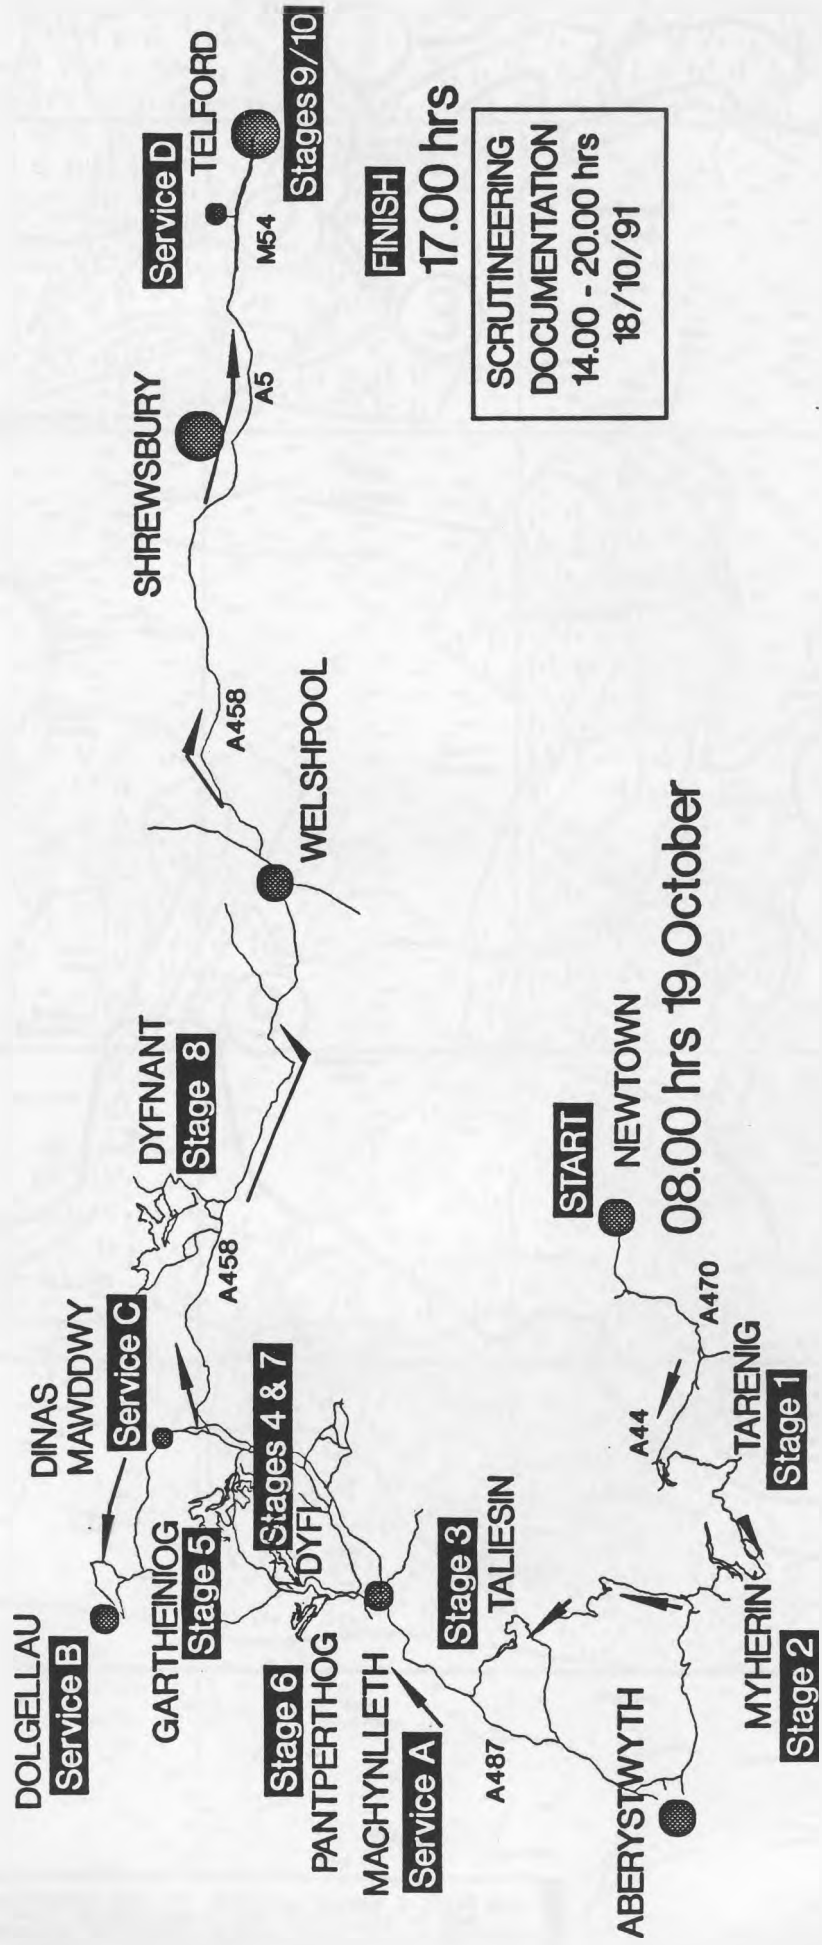 DOLGELLAU
Service B
DINAS
MAWDDWY
Service C
DYFNANT
Stage 8
SHREWSBURY
Service D
TELFORD
Stages 9/10
M54
A5
A458
WELSHPOOL
A458
GARTHEINIOG
Stage 5
Stages 4 & 7
DYFI
Stage 6
PANTPERTHOG
MACHYNLLETH
Service A
Stage 3
TALIESIN
A487
ABERYSTWYTH
MYHERIN
Stage 2
TARENIG
Stage 1
A44
A470
START
NEWTOWN
08.00 hrs 19 October
FINISH
17.00 hrs
SCRUTINEERING
DOCUMENTATION
14.00 - 20.00 hrs
18/10/91